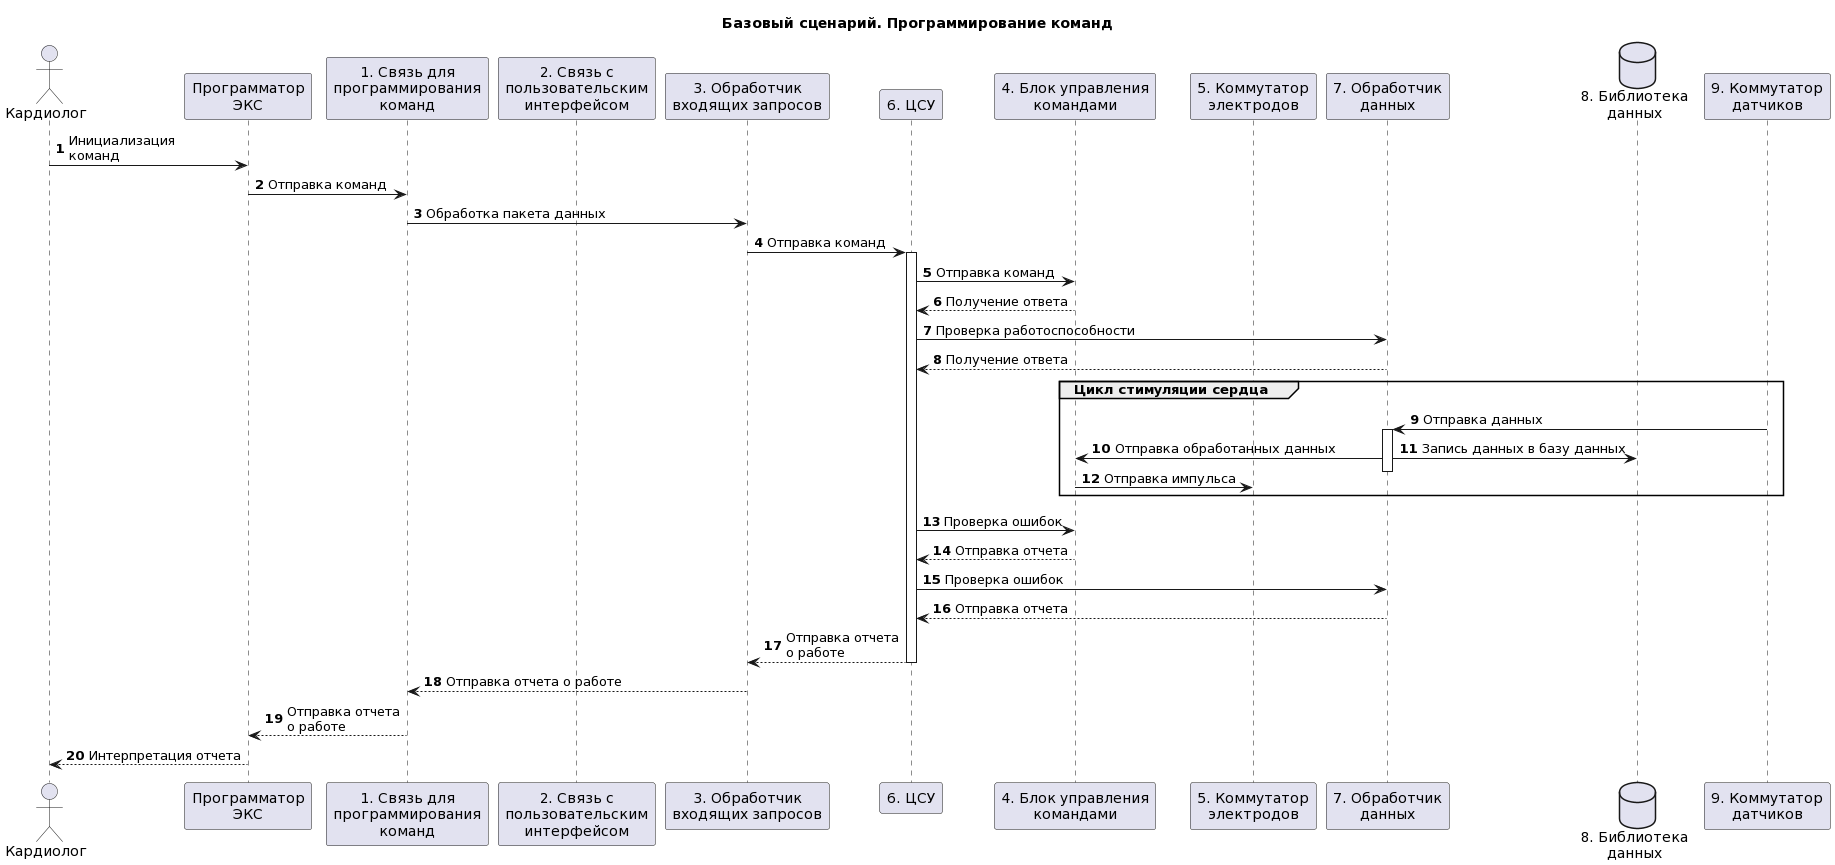 Базовый сценарий. Программирование команд
Кардиолог
Программатор
ЭКС
1. Связь для
программирования
команд
2. Связь с
пользовательским
интерфейсом
3. Обработчик
входящих запросов
6. ЦСУ
4. Блок управления
командами
5. Коммутатор
электродов
7. Обработчик
данных
8. Библиотека
данных
9. Коммутатор
датчиков
1 Инициализация
команд
2 Отправка команд
3 Обработка пакета данных
4 Отправка команд
5 Отправка команд
6 Получение ответа
7 Проверка работоспособности
8 Получение ответа
Цикл стимуляции сердца
9 Отправка данных
10 Отправка обработанных данных
11 Запись данных в базу данных
12 Отправка импульса
13 Проверка ошибок
14 Отправка отчета
15 Проверка ошибок
16 Отправка отчета
17 Отправка отчета
о работе
18 Отправка отчета о работе
19 Отправка отчета
о работе
20 Интерпретация отчета
Кардиолог
Программатор
ЭКС
1. Связь для
программирования
команд
2. Связь с
пользовательским
интерфейсом
3. Обработчик
входящих запросов
6. ЦСУ
4. Блок управления
командами
5. Коммутатор
электродов
7. Обработчик
данных
8. Библиотека
данных
9. Коммутатор
датчиков